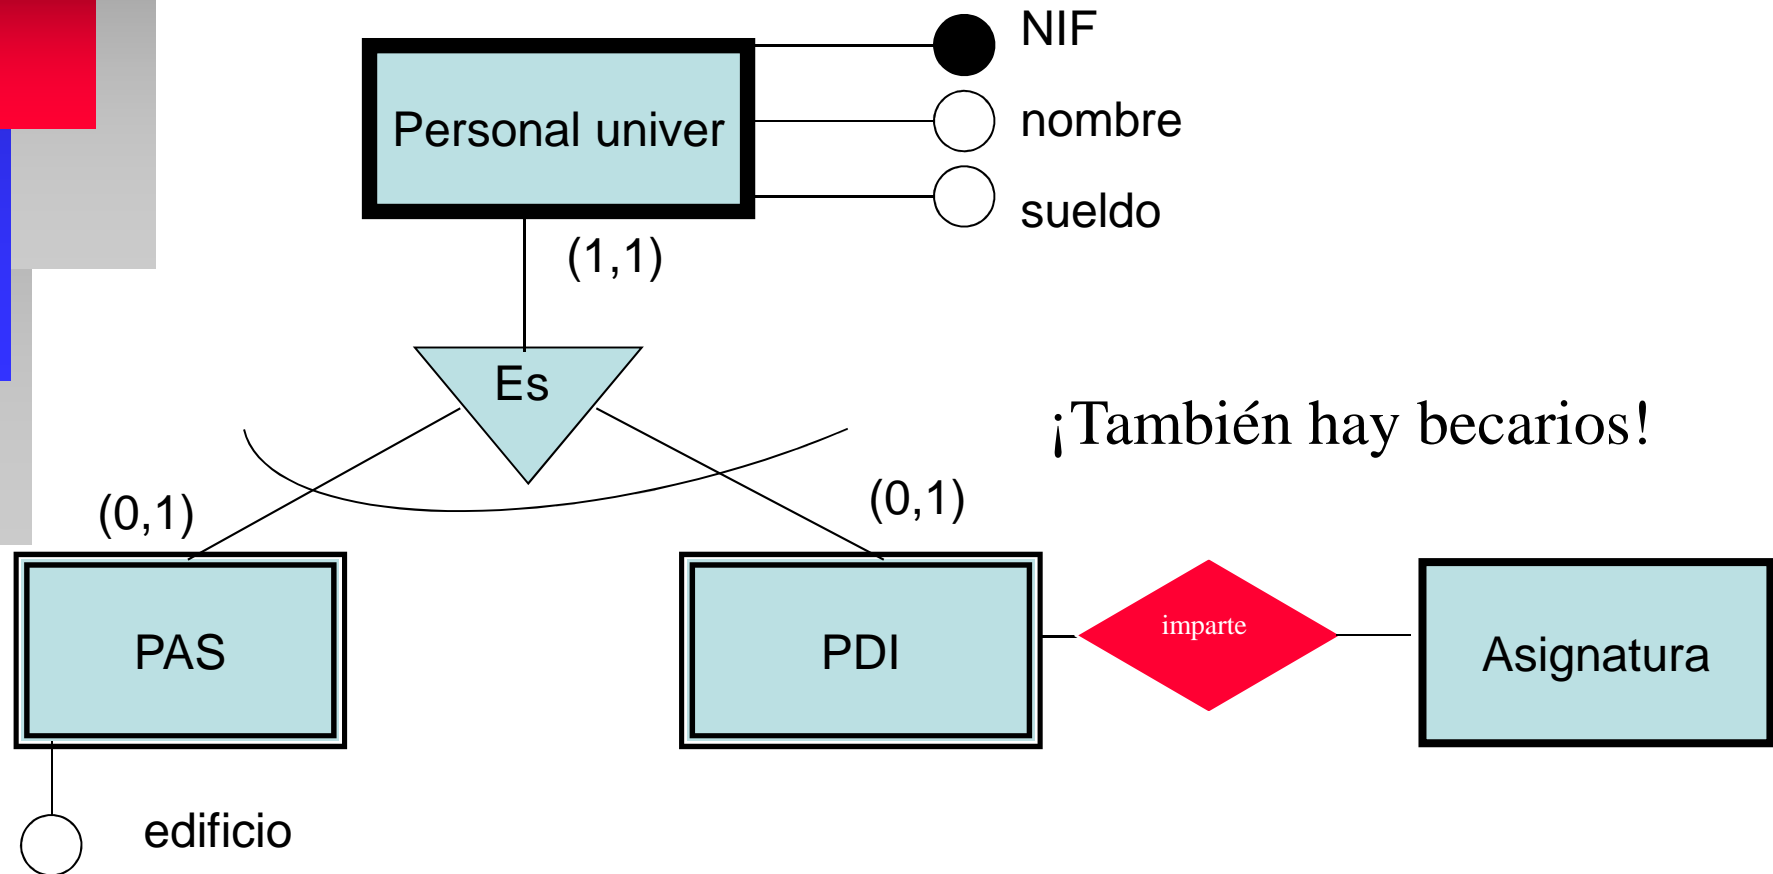 NIF
Personal univer
nombre
sueldo
(1,1)
Es
¡También hay becarios!
(0,1)
(0,1)
PAS
PDI
imparte
Asignatura
edificio